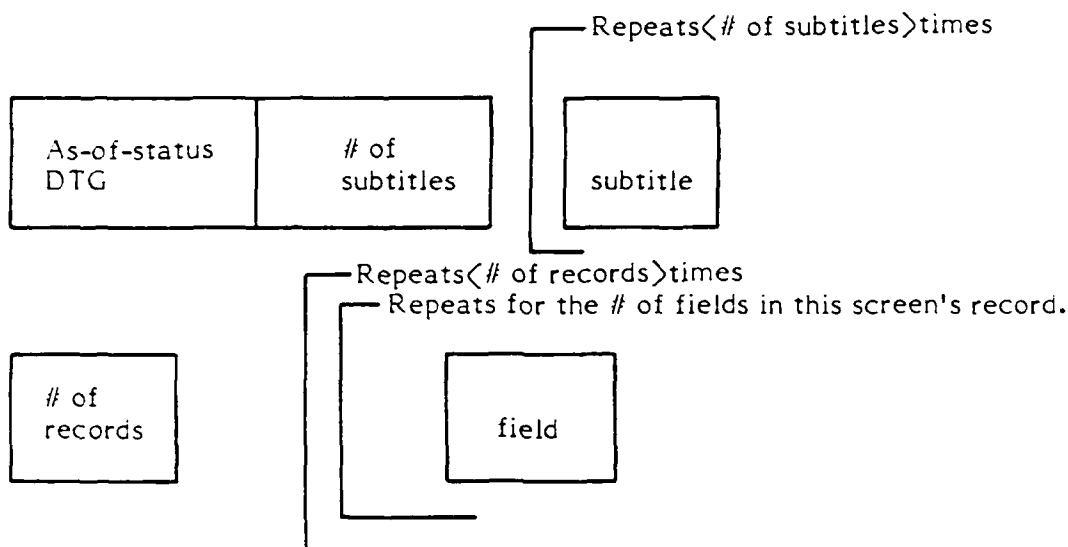 Repeats<# of subtitles>times
As-of-status
DTG
# of
subtitles
subtitle
Repeats<# of records>times
Repeats for the # of fields in this screen's record.
# of
records
field